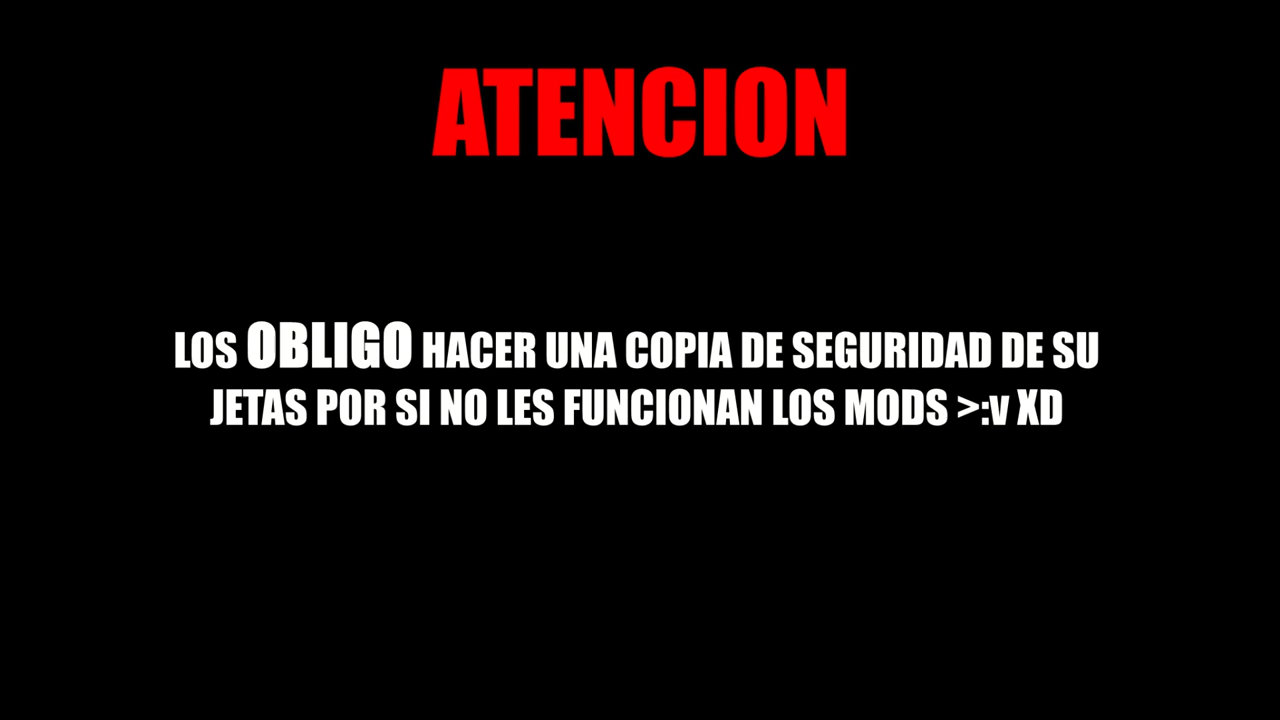 ATENCION
LOS OBLIGO HACER UNA COPIA DE SEGURIDAD DE SU
JETAS POR SI NO LES FUNCIONAN LOS MODS >:v XD